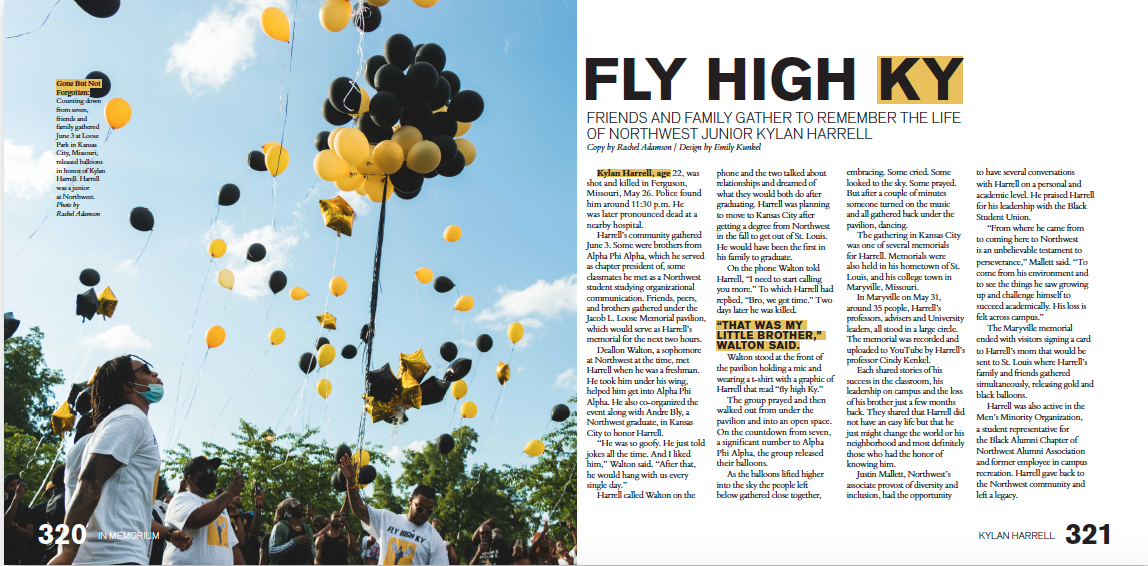 Gone But Not
Forgotten:
Counting down
from seven,
friends and
family gathered
June 3 at Loose
Park in Kansas
City, Missouri,
released balloons
in honor of Kylan
Harrell. Harrell
was a junior
at Northwest.
Photo by
Rachel Adamson
FLY HIGH KY
320 IN MEMORIUM
FLY HIGH KY
FRIENDS AND FAMILY GATHER TO REMEMBER THE LIFE
OF NORTHWEST JUNIOR KYLAN HARRELL
Copy by Rachel Adamson | Design by Emily Kunkel
Kylan Harrell, age 22, was
shot and killed in Ferguson,
Missouri, May 26. Police found
him around 11:30 p.m. He
was later pronounced dead at a
nearby hospital.
Harrell's community gathered
June 3. Some were brothers from
Alpha Phi Alpha, which he served
as chapter president of, some
classmates he met as a Northwest
student studying organizational
communication. Friends, peers,
and brothers gathered under the
Jacob L. Loose Memorial pavilion,
which would serve as Harrell's
memorial for the next two hours.
Deallon Walton, a sophomore
at Northwest at the time, met
Harrell when he was a freshman.
He took him under his wing,
helped him get into Alpha Phi
Alpha. He also co-organized the
event along with Andre Bly, a
Northwest graduate, in Kansas
City to honor Harrell.
"He was so goofy. He just told
jokes all the time. And I liked
him," Walton said. "After that,
he would hang with us every
single day."
Harrell called Walton on the
phone and the two talked about
relationships and dreamed of
what they would both do after
graduating. Harrell was planning
to move to Kansas City after
getting a degree from Northwest
in the fall to get out of St. Louis.
He would have been the first in
his family to graduate.
On the phone Walton told
Harrell, "I need to start calling
you more." To which Harrell had
replied, "Bro, we got time." Two
days later he was killed.
"THAT WAS MY
LITTLE BROTHER,"
WALTON SAID.
Walton stood at the front of
the pavilion holding a mic and
wearing a t-shirt with a graphic of
Harrell that read "fly high Ky."
The group prayed and then
walked out from under the
pavilion and into an open space.
On the countdown from seven,
a significant number to Alpha
Phi Alpha, the group released
their balloons.
As the balloons lifted higher
into the sky the people left
below gathered close together,
embracing. Some cried. Some
looked to the sky. Some prayed.
But after a couple of minutes
someone turned on the music
and all gathered back under the
pavilion, dancing.
The gathering in Kansas City
was one of several memorials
for Harrell. Memorials were
also held in his hometown of St.
Louis, and his college town in
Maryville, Missouri.
In Maryville on May 31,
around 35 people, Harrell's
professors, advisers and University
leaders, all stood in a large circle.
The memorial was recorded and
uploaded to YouTube by Harrell's
professor Cindy Kenkel.
Each shared stories of his
success in the classroom, his
leadership on campus and the loss
of his brother just a few months
back. They shared that Harrell did
not have an easy life but that he
just might change the world or his
neighborhood and most definitely
those who had the honor of
knowing him.
Justin Mallett, Northwest's
associate provost of diversity and
inclusion, had the opportunity
to have several conversations
with Harrell on a personal and
academic level. He praised Harrell
for his leadership with the Black
Student Union.
"From where he came from
to coming here to Northwest
is an unbelievable testament to
perseverance," Mallett said. "To
come from his environment and
to see the things he saw growing
up and challenge himself to
succeed academically. His loss is
felt across campus."
The Maryville memorial
ended with visitors signing a card
to Harrell's mom that would be
sent to St. Louis where Harrell's
family and friends gathered
simultaneously, releasing gold and
black balloons.
Harrell was also active in the
Men's Minority Organization,
a student representative for
the Black Alumni Chapter of
Northwest Alumni Association
and former employee in campus
recreation. Harrell gave back to
the Northwest community and
left a legacy.
KYLAN HARRELL 321